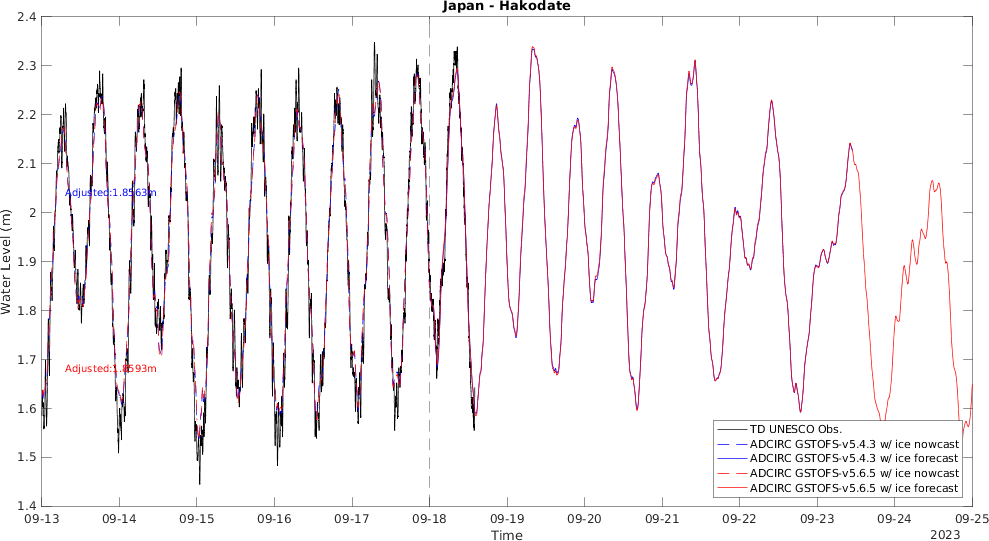 Japan - Hakodate
2.4
2.3
2.2
2.1
2
1.9
1.8
1.7
1.6
1.5
1.4
Water Level (m)
Adjusted:1.8563m
Adjusted:1.8593m
TD UNESCO Obs.
ADCIRC GSTOFS-v5.4.3 w/ ice nowcast
ADCIRC GSTOFS-v5.4.3 w/ ice forecast
ADCIRC GSTOFS-v5.6.5 w/ ice nowcast
ADCIRC GSTOFS-v5.6.5 w/ ice forecast
09-13 09-14 09-15 09-16 09-17 09-18 09-19 09-20 09-21 09-22 09-23 09-24 09-25
Time
2023